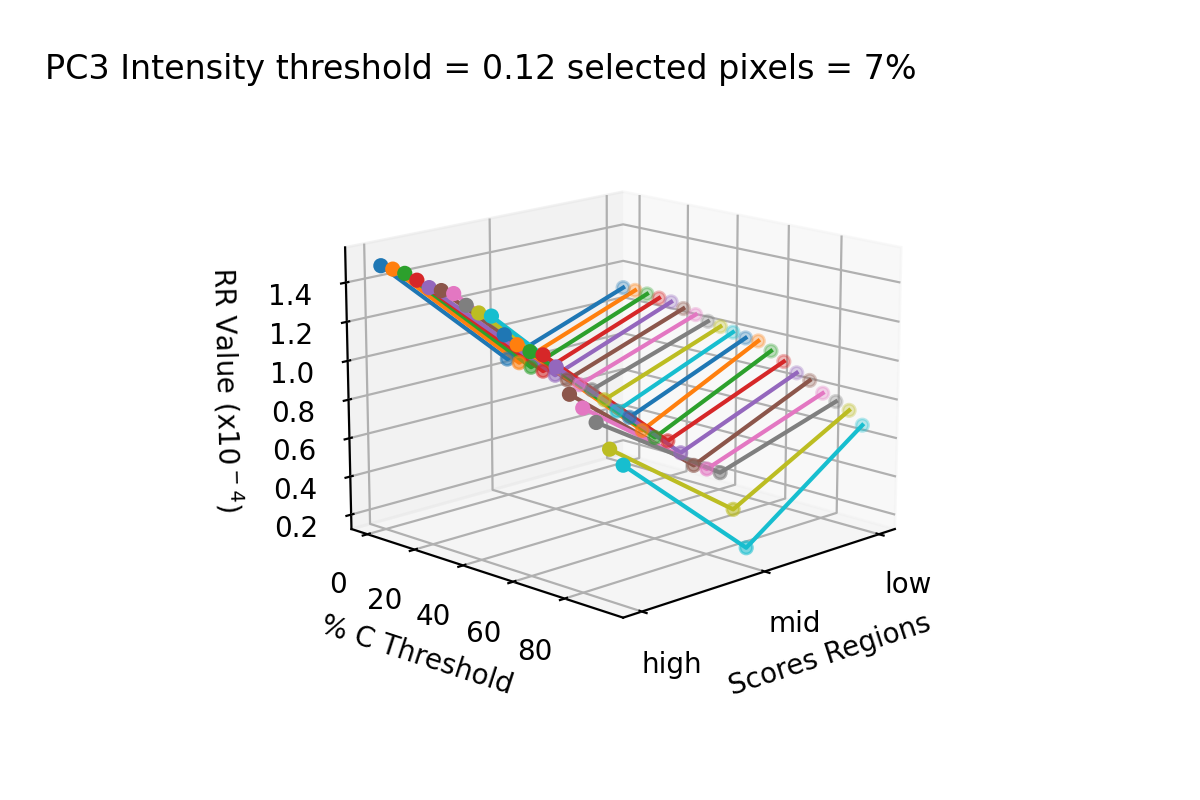 PC3 Intensity threshold = 0.12 selected pixels = 7%
RR Value (x10⁻⁴)
1.4
1.2
1.0
0.8
0.6
0.4
0.2
0
20
40
60
80
% C Threshold
high
mid
low
Scores Regions